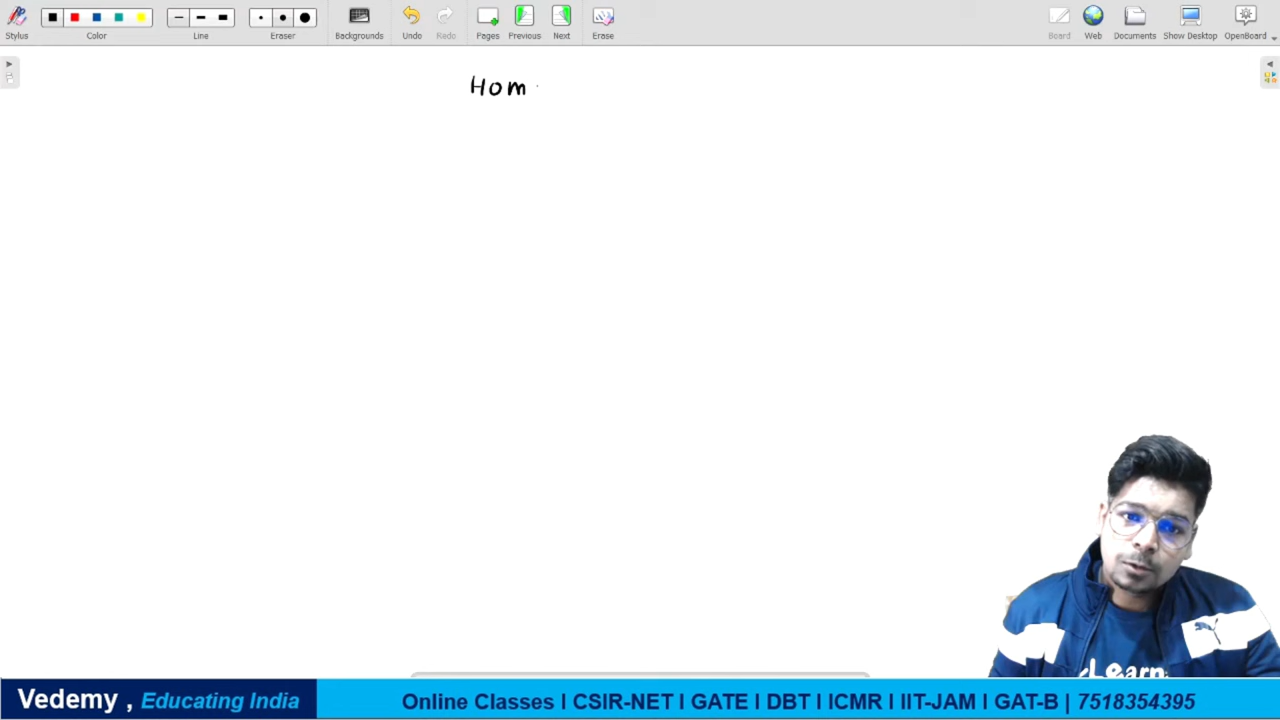 Stylus
Color
Line
Eraser
Backgrounds
Undo
Redo
Pages
Previous
Next
Erase
Board
Web
Documents
Show Desktop
OpenBoard
Hom
Learn
Vedemy , Educating India
Online Classes I CSIR-NET I GATE I DBT I ICMR I IIT-JAM I GAT-B | 7518354395